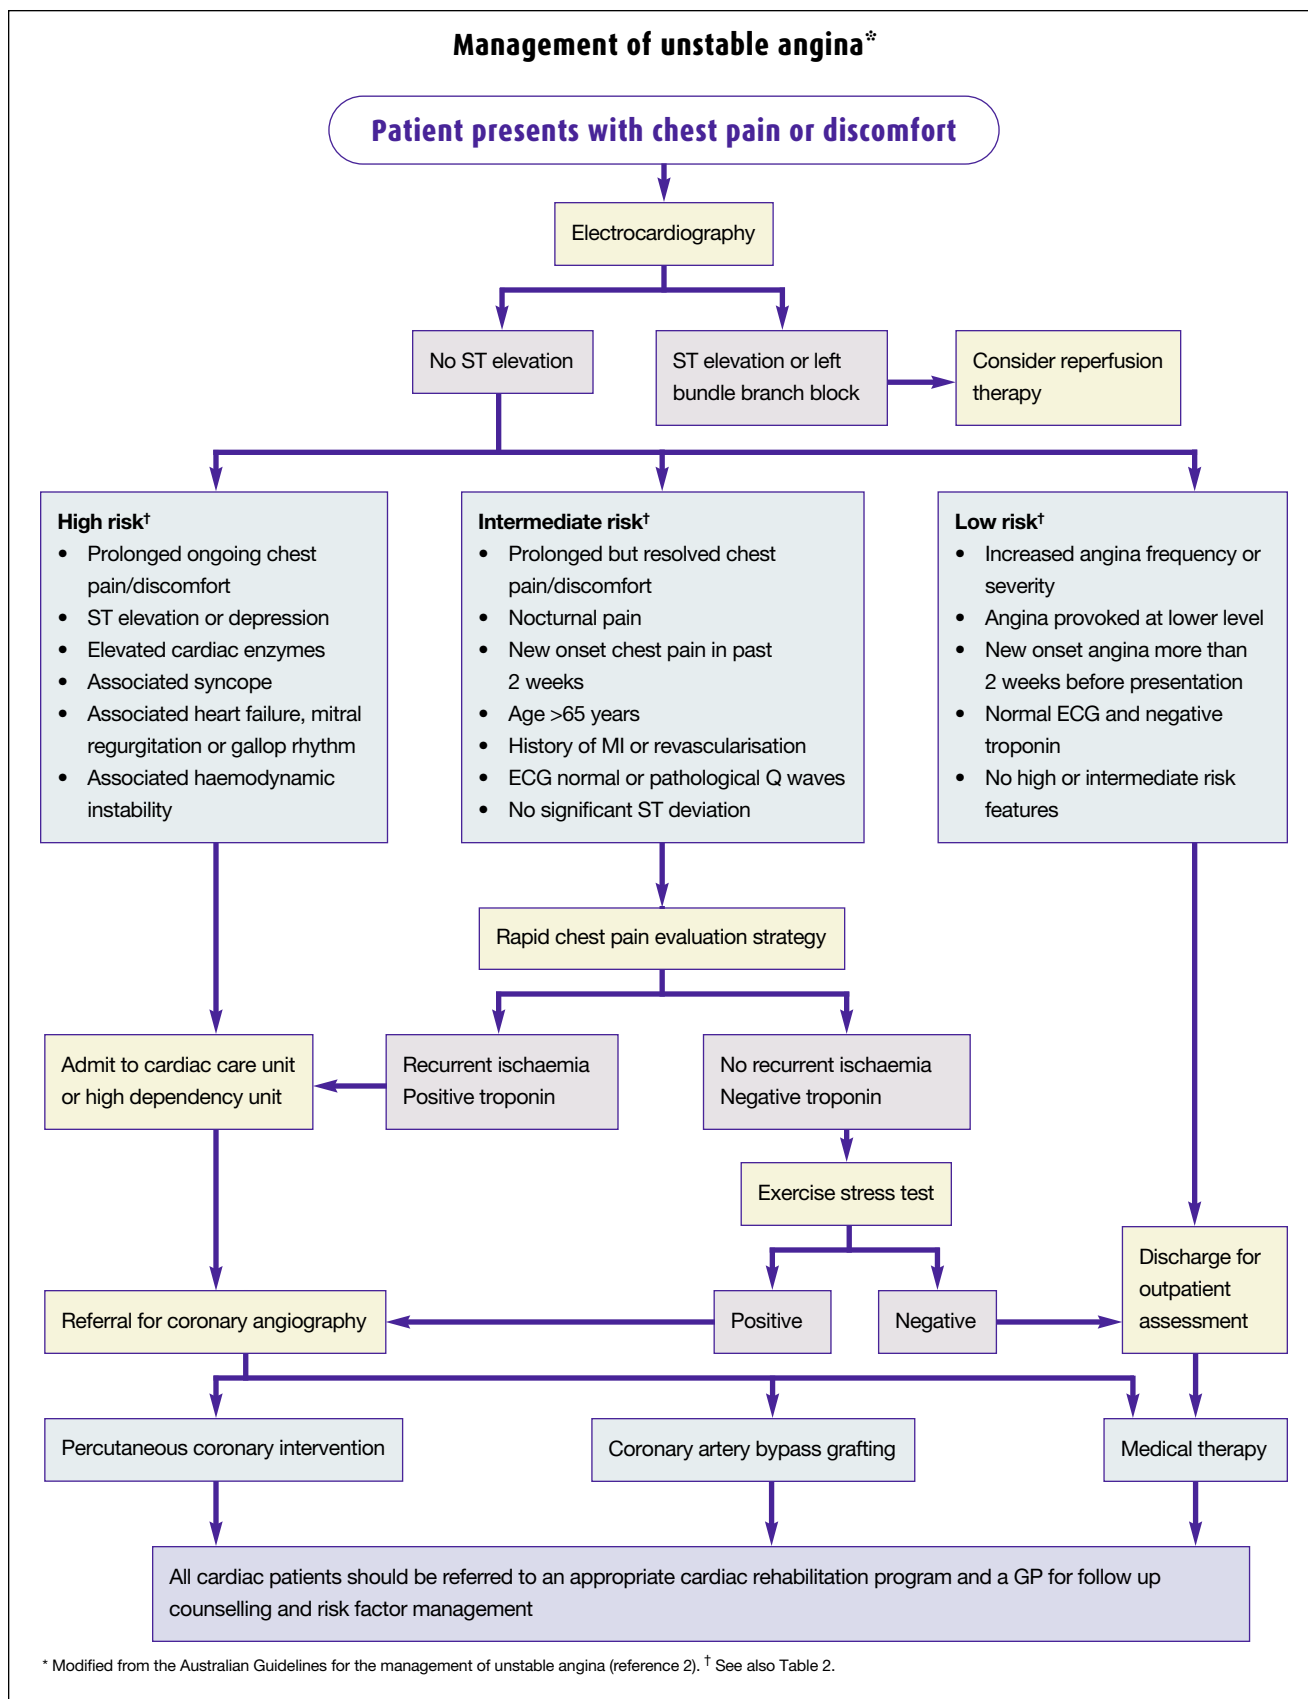 Management of unstable angina*
Patient presents with chest pain or discomfort
Electrocardiography
No ST elevation
ST elevation or left
bundle branch block
Consider reperfusion
therapy
High risk†
• Prolonged ongoing chest
pain/discomfort
• ST elevation or depression
• Elevated cardiac enzymes
• Associated syncope
• Associated heart failure, mitral
regurgitation or gallop rhythm
• Associated haemodynamic
instability
Intermediate risk†
• Prolonged but resolved chest
pain/discomfort
• Nocturnal pain
• New onset chest pain in past
2 weeks
• Age >65 years
• History of MI or revascularisation
• ECG normal or pathological Q waves
• No significant ST deviation
Low risk†
• Increased angina frequency or
severity
• Angina provoked at lower level
• New onset angina more than
2 weeks before presentation
• Normal ECG and negative
troponin
• No high or intermediate risk
features
Rapid chest pain evaluation strategy
Admit to cardiac care unit
or high dependency unit
Recurrent ischaemia
Positive troponin
No recurrent ischaemia
Negative troponin
Exercise stress test
Discharge for
outpatient
assessment
Referral for coronary angiography
Positive
Negative
Percutaneous coronary intervention
Coronary artery bypass grafting
Medical therapy
All cardiac patients should be referred to an appropriate cardiac rehabilitation program and a GP for follow up
counselling and risk factor management
* Modified from the Australian Guidelines for the management of unstable angina (reference 2). † See also Table 2.